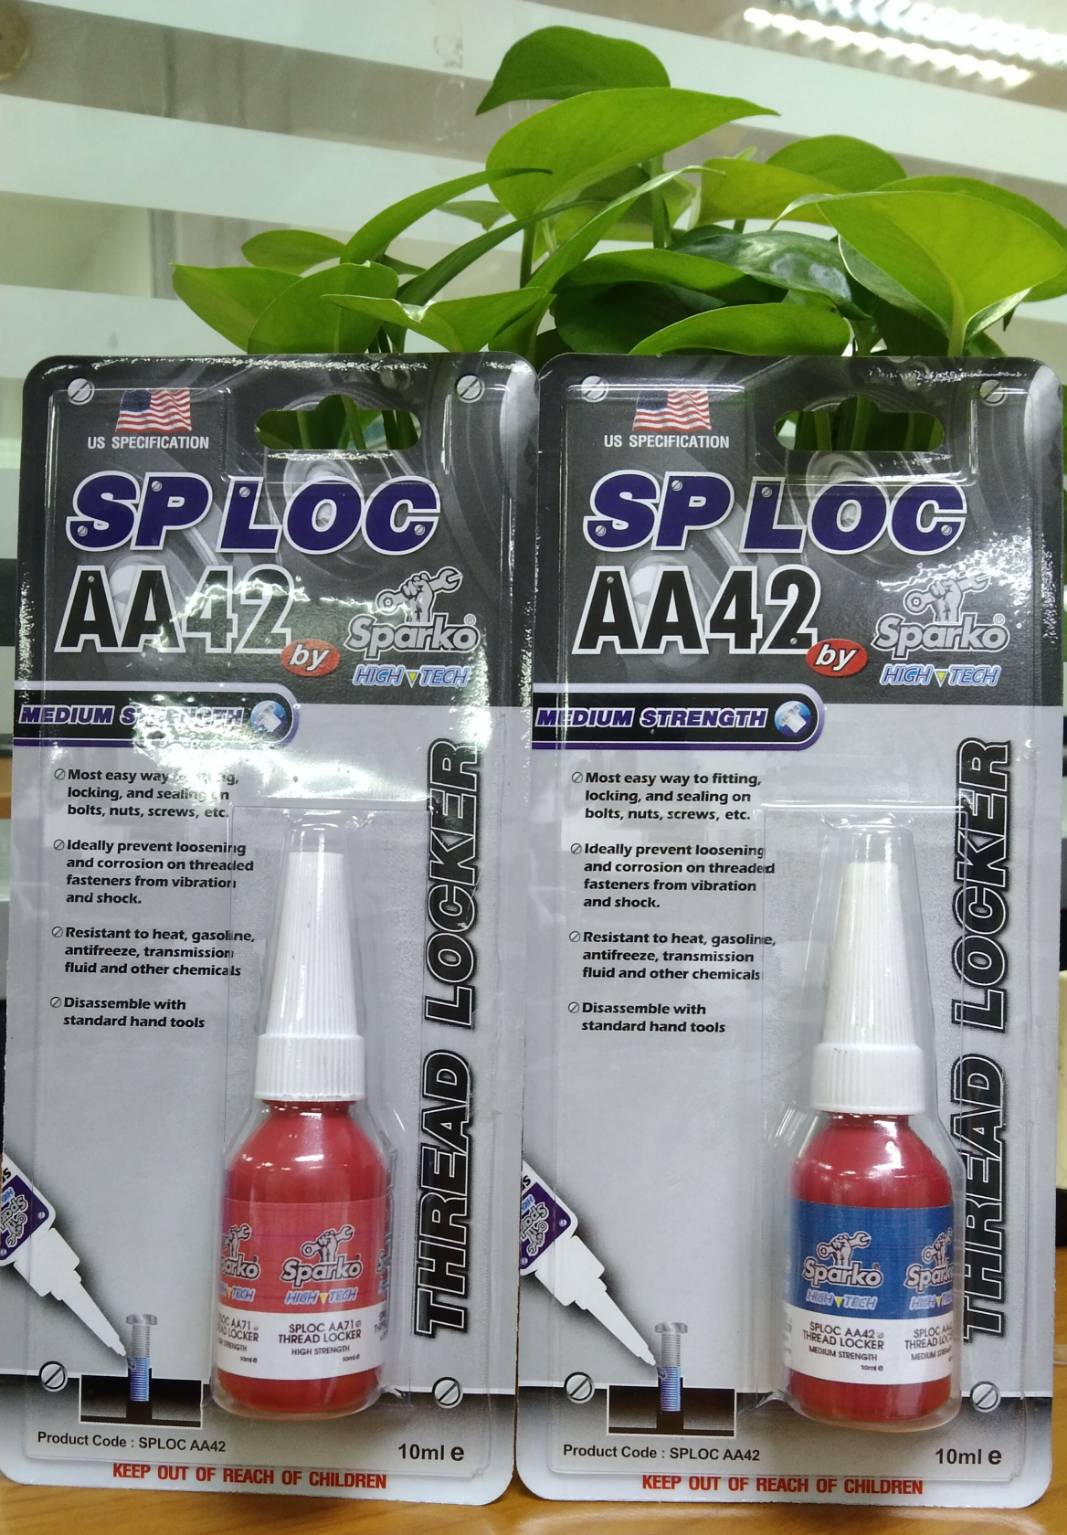 US SPECIFICATION
SP LOC
AA42
by
Sparko
HIGH TECH
MEDIUM STRENGTH
Most easy way
locking, and sealing on
bolts, nuts, screws, etc.
Ideally prevent loosening
and corrosion on threaded
fasteners from vibration
and shock.
Resistant to heat, gasoline,
antifreeze, transmission
fluid and other chemicals
Disassemble with
standard hand tools
THREAD LOCKER
Sparko
HIGH TECH
SPLOC AA71
THREAD LOCKER
HIGH STRENGTH
10ml e
Product Code : SPLOC AA42
10ml e
KEEP OUT OF REACH OF CHILDREN
US SPECIFICATION
SP LOC
AA42
by
Sparko
HIGH TECH
MEDIUM STRENGTH
Most easy way to fitting,
locking, and sealing on
bolts, nuts, screws, etc.
Ideally prevent loosening
and corrosion on threaded
fasteners from vibration
and shock.
Resistant to heat, gasoline,
antifreeze, transmission
fluid and other chemicals
Disassemble with
standard hand tools
THREAD LOCKER
Sparko
HIGH TECH
SPLOC AA42
THREAD LOCKER
MEDIUM STRENGTH
10ml e
Product Code : SPLOC AA42
10ml e
KEEP OUT OF REACH OF CHILDREN